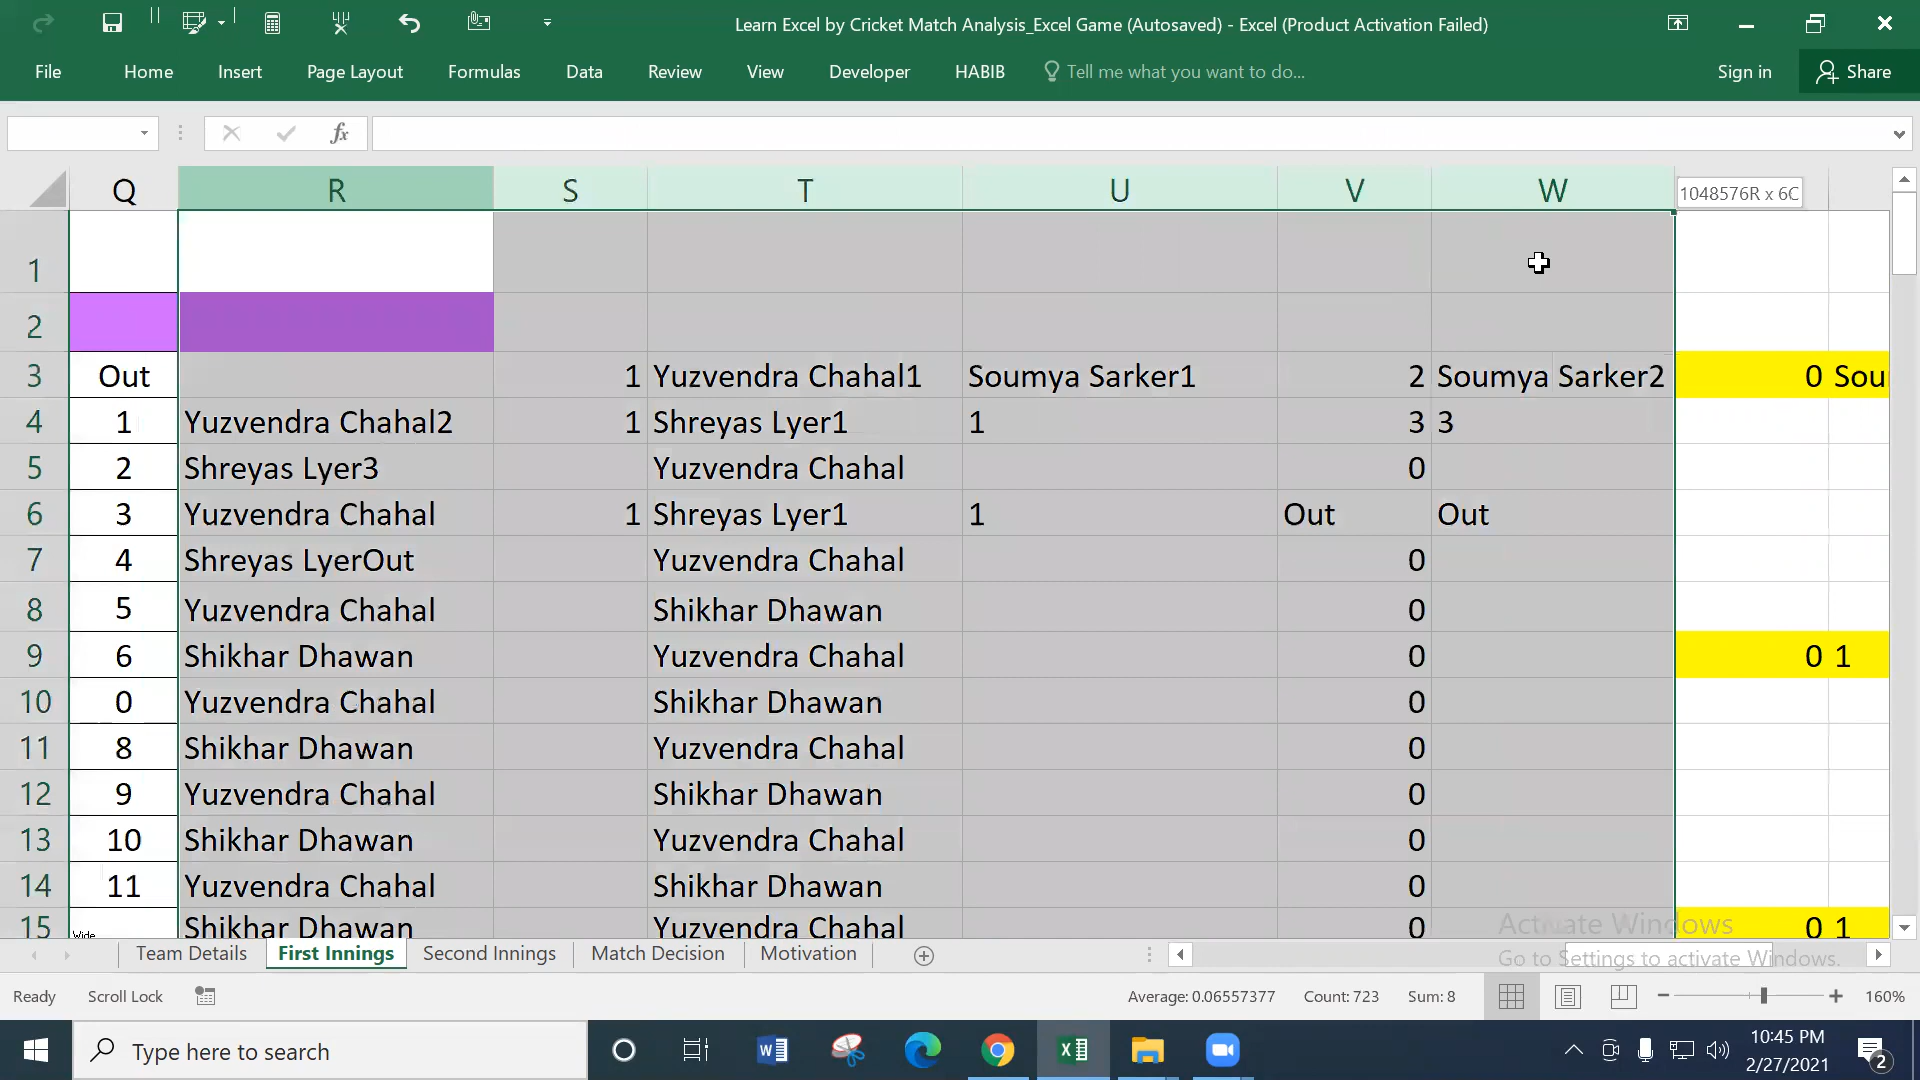 Learn Excel by Cricket Match Analysis_Excel Game (Autosaved) - Excel (Product Activation Failed)
File Home Insert Page Layout Formulas Data Review View Developer HABIB Tell me what you want to do... Sign in Share
fx
Q R S T U V W 1048576R x 6C
1
2
3 Out 1 Yuzvendra Chahal1 Soumya Sarker1 2 Soumya Sarker2 0 Sou
4 1 Yuzvendra Chahal2 1 Shreyas Lyer1 1 3 3
5 2 Shreyas Lyer3 Yuzvendra Chahal 0
6 3 Yuzvendra Chahal 1 Shreyas Lyer1 1 Out Out
7 4 Shreyas LyerOut Yuzvendra Chahal 0
8 5 Yuzvendra Chahal Shikhar Dhawan 0
9 6 Shikhar Dhawan Yuzvendra Chahal 0 0 1
10 0 Yuzvendra Chahal Shikhar Dhawan 0
11 8 Shikhar Dhawan Yuzvendra Chahal 0
12 9 Yuzvendra Chahal Shikhar Dhawan 0
13 10 Shikhar Dhawan Yuzvendra Chahal 0
14 11 Yuzvendra Chahal Shikhar Dhawan 0
15 Wide Shikhar Dhawan Yuzvendra Chahal 0 0 1
Activate Windows
Go to Settings to activate Windows.
Team Details First Innings Second Innings Match Decision Motivation
Ready Scroll Lock Average: 0.06557377 Count: 723 Sum: 8 160%
Type here to search
10:45 PM
2/27/2021
2